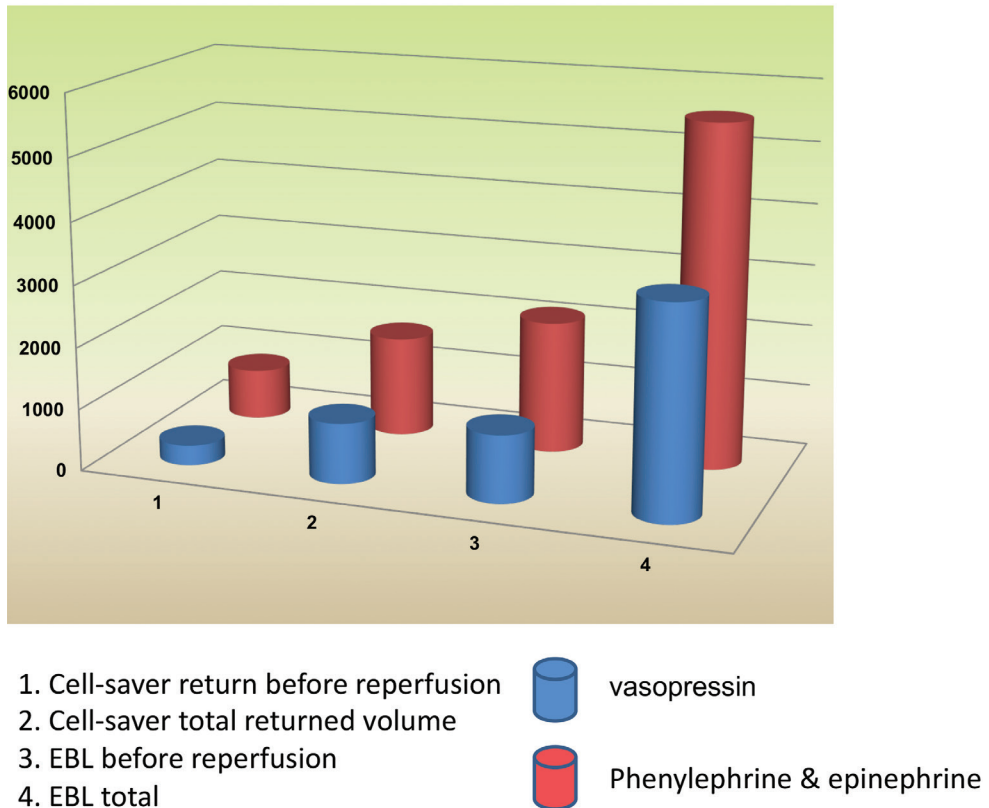 6000
5000
4000
3000
2000
1000
0
1
2
3
4
1. Cell-saver return before reperfusion
2. Cell-saver total returned volume
3. EBL before reperfusion
4. EBL total
vasopressin
Phenylephrine & epinephrine